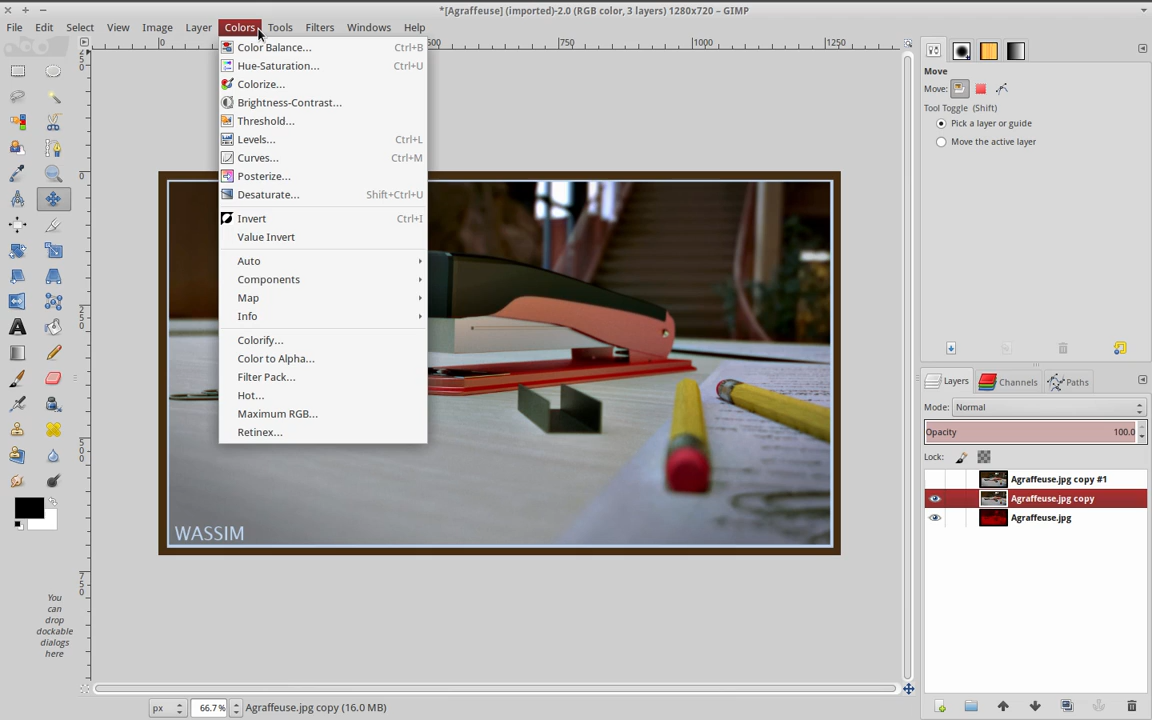 *[Agraffeuse] (imported)-2.0 (RGB color, 3 layers) 1280x720 – GIMP
File Edit Select View Image Layer Colors Tools Filters Windows Help
0 500 750 1000 1250
Color Balance... Ctrl+B
Hue-Saturation... Ctrl+U
Colorize...
Brightness-Contrast...
Threshold...
Levels... Ctrl+L
Curves... Ctrl+M
Posterize...
Desaturate... Shift+Ctrl+U
Invert Ctrl+I
Value Invert
Auto
Components
Map
Info
Colorify...
Color to Alpha...
Filter Pack...
Hot...
Maximum RGB...
Retinex...
0
250
500
750
WASSIM
You
can
drop
dockable
dialogs
here
px 66.7% Agraffeuse.jpg copy (16.0 MB)
Move
Move:
Tool Toggle (Shift)
Pick a layer or guide
Move the active layer
Layers Channels Paths
Mode: Normal
Opacity 100.0
Lock:
Agraffeuse.jpg copy #1
Agraffeuse.jpg copy
Agraffeuse.jpg